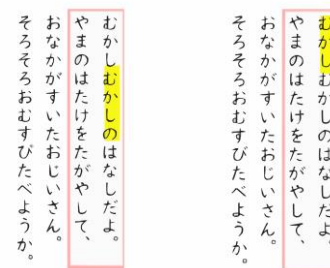 むかしむかしのはなしだよ。
やまのはたけをたがやして、
おなかがすいたおじいさん。
そろそろおむすびたべようか。
むかしむかしのはなしだよ。
やまのはたけをたがやして、
おなかがすいたおじいさん。
そろそろおむすびたべようか。